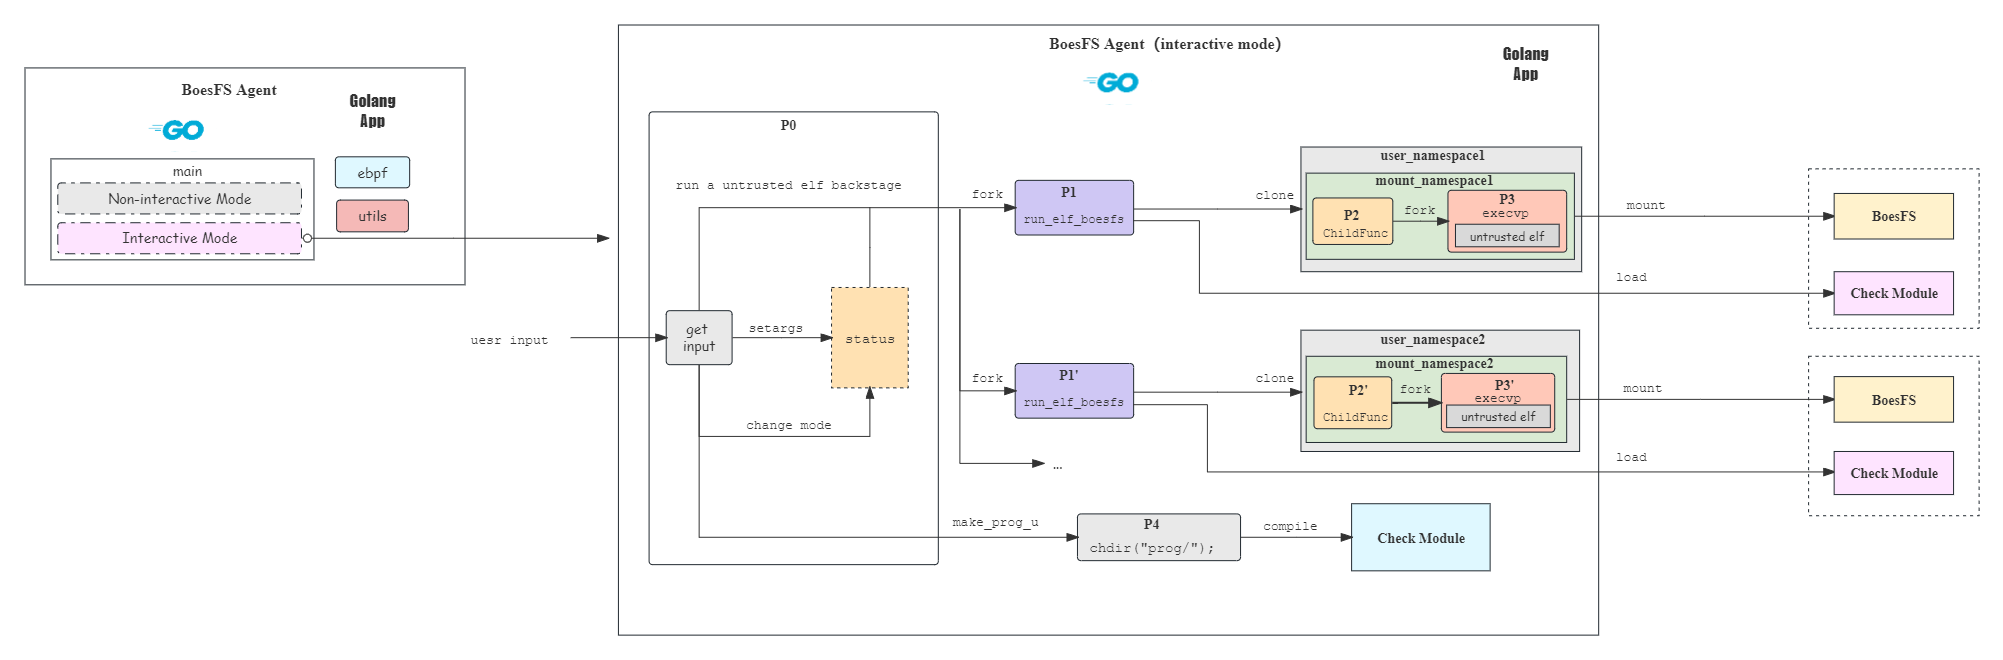 BoesFS Agent
GO
Golang
App
main
Non-interactive Mode
Interactive Mode
ebpf
utils
BoesFS Agent (interactive mode)
GO
Golang
App
P0
run a untrusted elf backstage
uesr input
get
input
setargs
status
change mode
make_prog_u
fork
P1
run_elf_boesfs
clone
user_namespace1
mount_namespace1
P2
ChildFunc
fork
P3
execvp
untrusted elf
mount
BoesFS
load
Check Module
fork
P1'
run_elf_boesfs
clone
user_namespace2
mount_namespace2
P2'
ChildFunc
fork
P3'
execvp
untrusted elf
mount
BoesFS
load
Check Module
...
P4
chdir("prog/");
compile
Check Module